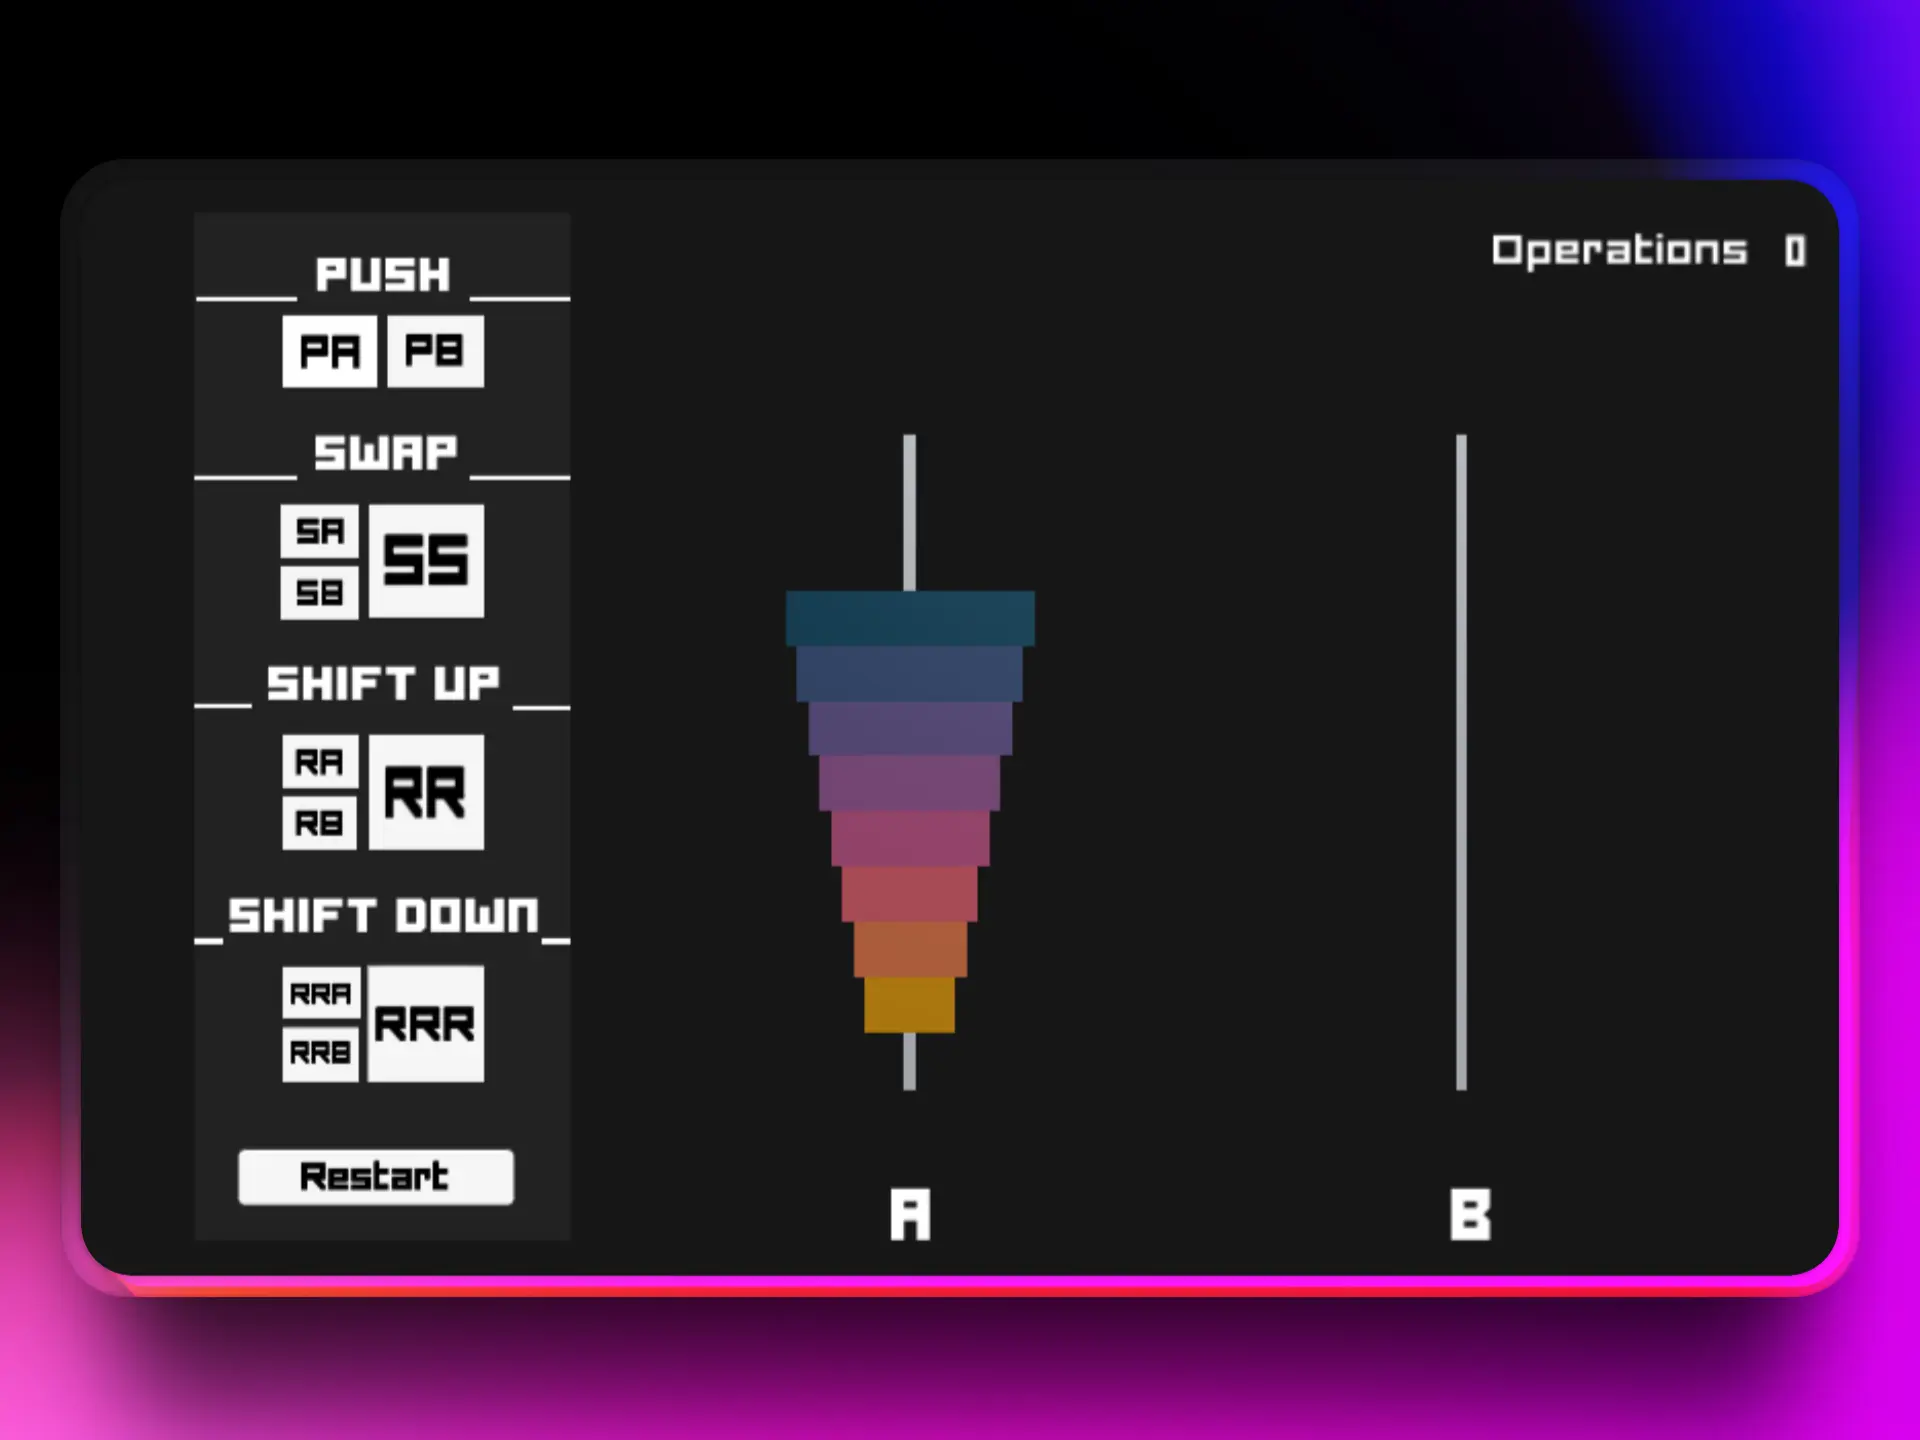 Operations 0
PUSH
PA PB
SWAP
SA
SB
SS
SHIFT UP
RA
RB
RR
SHIFT DOWN
RRA
RRB
RRR
Restart
A B